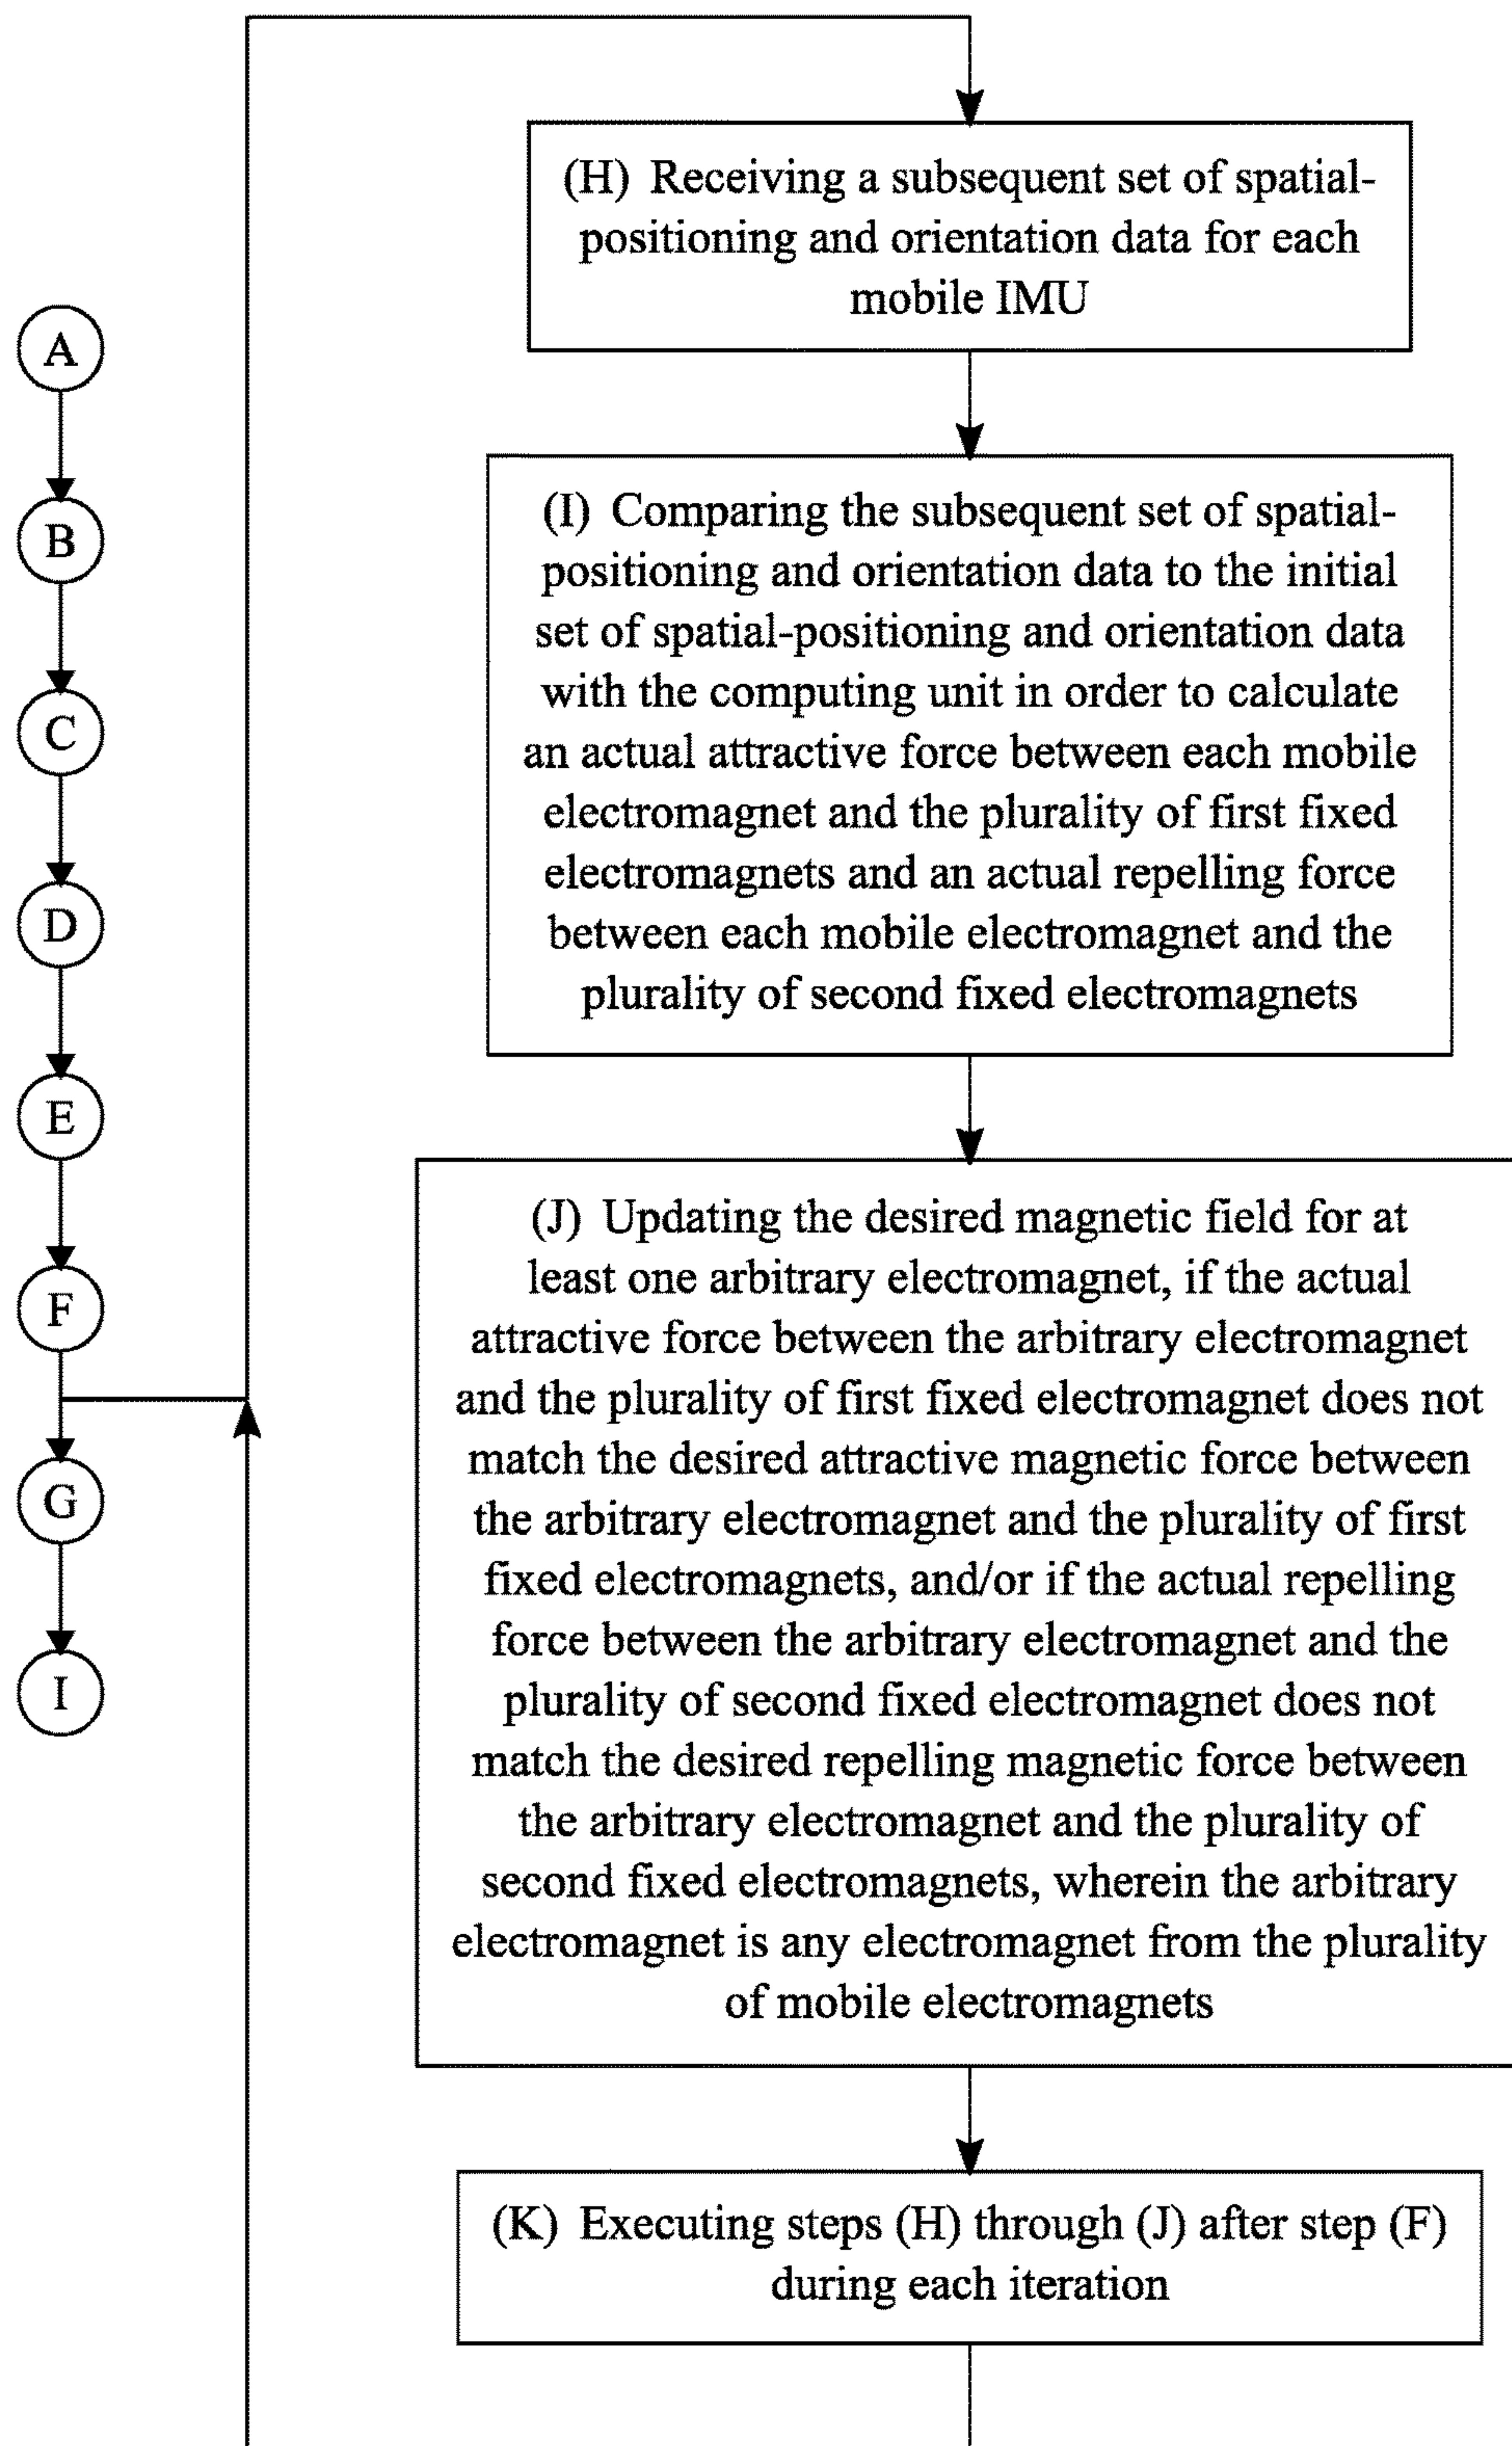 A
B
C
D
E
F
G
I
(H) Receiving a subsequent set of spatial-
positioning and orientation data for each
mobile IMU
(I) Comparing the subsequent set of spatial-
positioning and orientation data to the initial
set of spatial-positioning and orientation data
with the computing unit in order to calculate
an actual attractive force between each mobile
electromagnet and the plurality of first fixed
electromagnets and an actual repelling force
between each mobile electromagnet and the
plurality of second fixed electromagnets
(J) Updating the desired magnetic field for at
least one arbitrary electromagnet, if the actual
attractive force between the arbitrary electromagnet
and the plurality of first fixed electromagnet does not
match the desired attractive magnetic force between
the arbitrary electromagnet and the plurality of first
fixed electromagnets, and/or if the actual repelling
force between the arbitrary electromagnet and the
plurality of second fixed electromagnet does not
match the desired repelling magnetic force between
the arbitrary electromagnet and the plurality of
second fixed electromagnets, wherein the arbitrary
electromagnet is any electromagnet from the plurality
of mobile electromagnets
(K) Executing steps (H) through (J) after step (F)
during each iteration